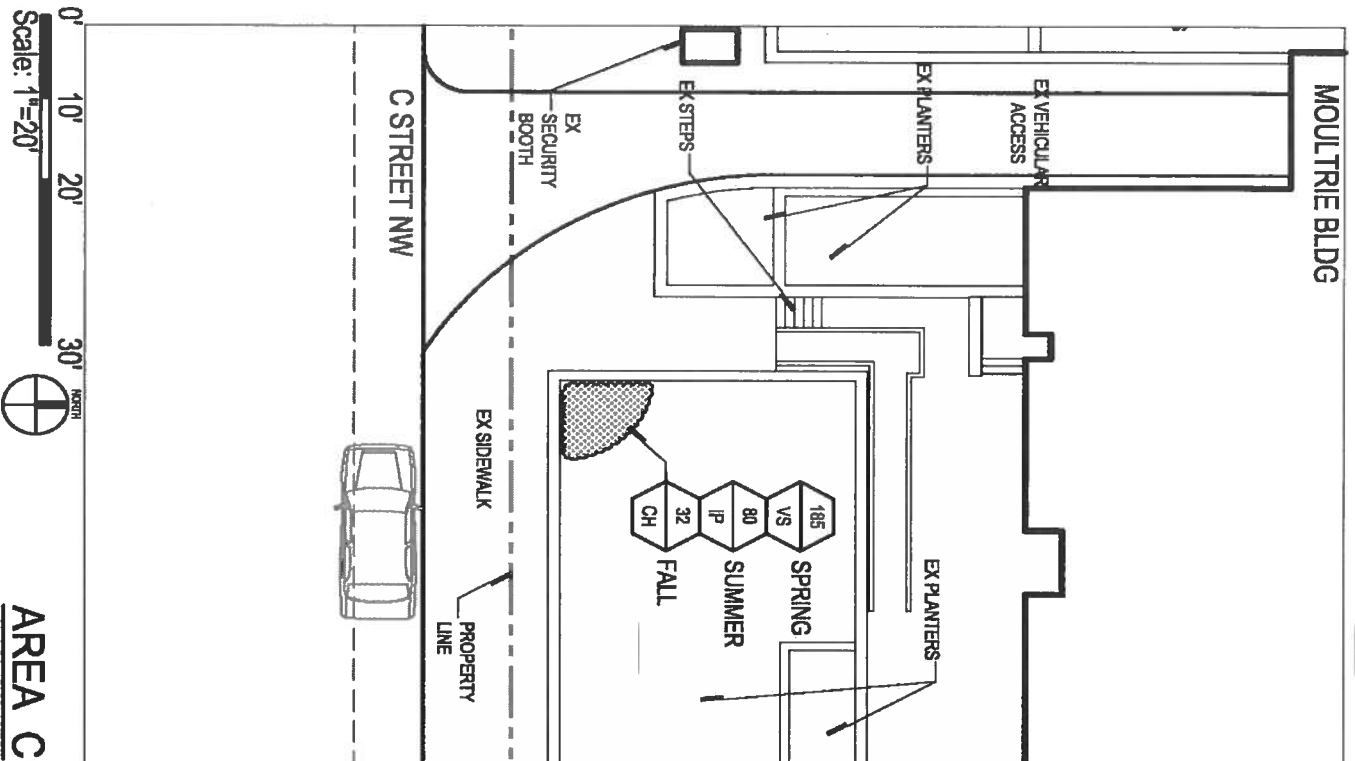 MOULTRIE BLDG
EX VEHICULAR
ACCESS
EX PLANTERS
EX STEPS
EX
SECURITY
BOOTH
C STREET NW
EX PLANTERS
185
VS
SPRING
80
IP
SUMMER
32
CH
FALL
EX SIDEWALK
PROPERTY
LINE
0' 10' 20' 30'
Scale: 1"=20'
NORTH
AREA C